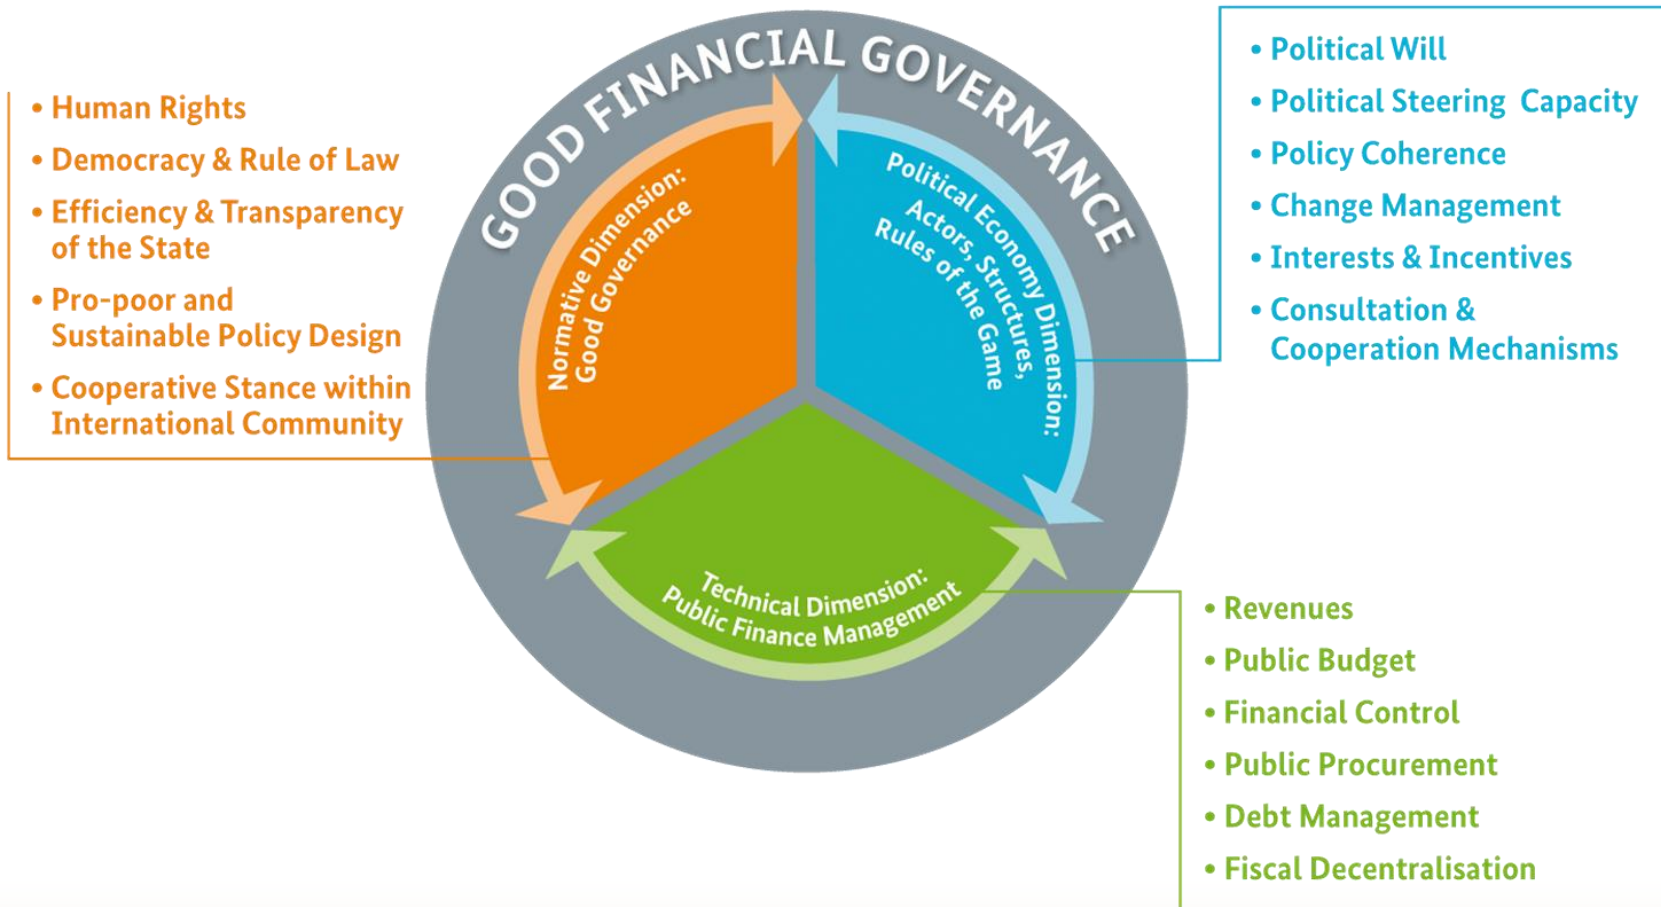 GOOD FINANCIAL GOVERNANCE
• Human Rights
• Democracy & Rule of Law
• Efficiency & Transparency
of the State
• Pro-poor and
Sustainable Policy Design
• Cooperative Stance within
International Community
Normative Dimension:
Good Governance
Political Economy Dimension:
Actors, Structures,
Rules of the Game
• Political Will
• Political Steering Capacity
• Policy Coherence
• Change Management
• Interests & Incentives
• Consultation &
Cooperation Mechanisms
Technical Dimension:
Public Finance Management
• Revenues
• Public Budget
• Financial Control
• Public Procurement
• Debt Management
• Fiscal Decentralisation